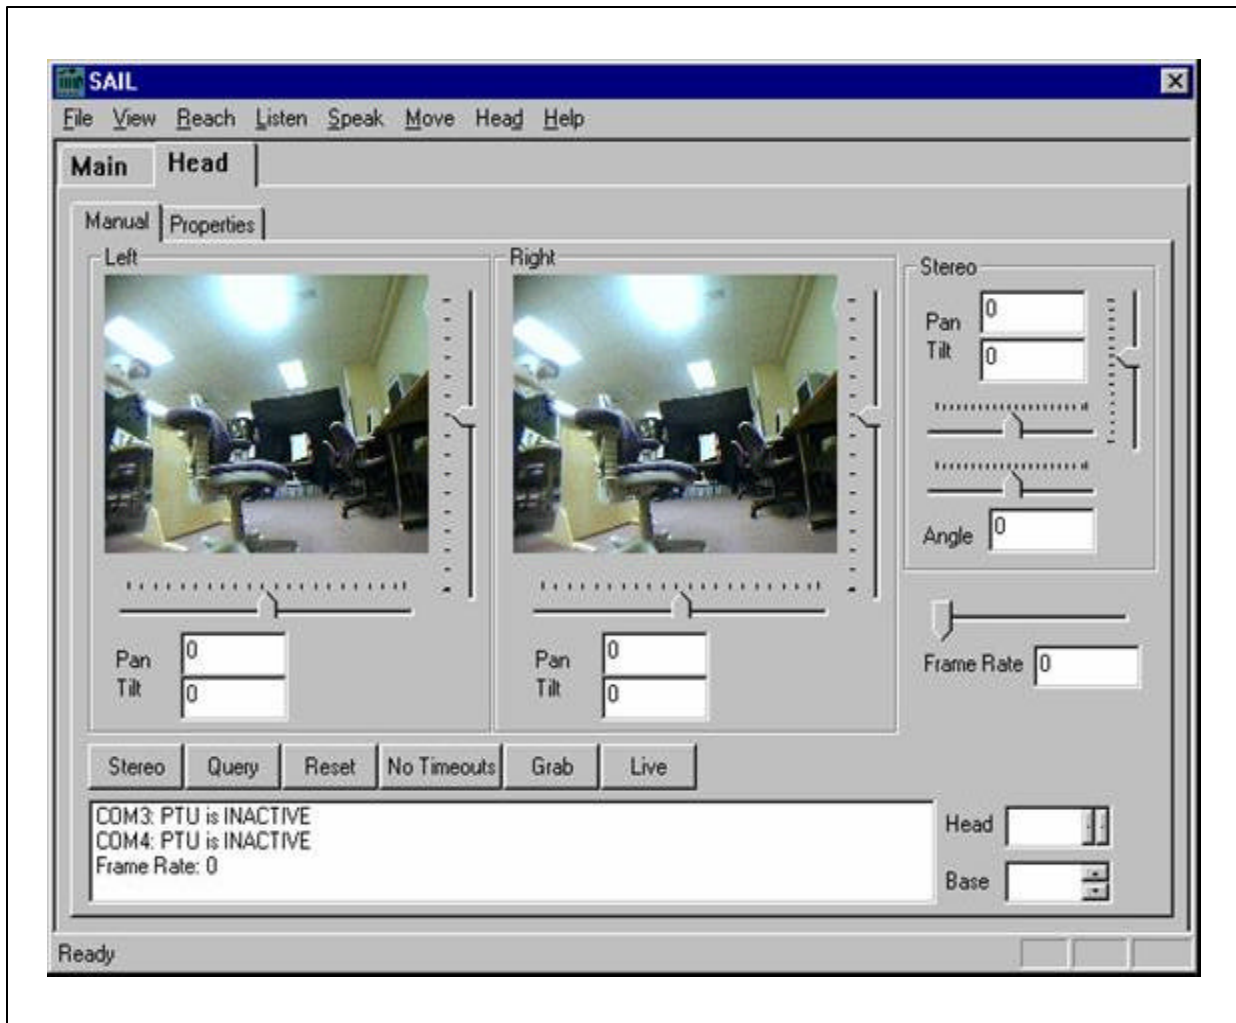 SAIL
File View Reach Listen Speak Move Head Help
Main Head
Manual Properties
Left
Right
Stereo
Pan 0
Tilt 0
Angle 0
Frame Rate 0
Pan 0
Tilt 0
Pan 0
Tilt 0
Stereo Query Reset No Timeouts Grab Live
COM3: PTU is INACTIVE
COM4: PTU is INACTIVE
Frame Rate: 0
Head
Base
Ready